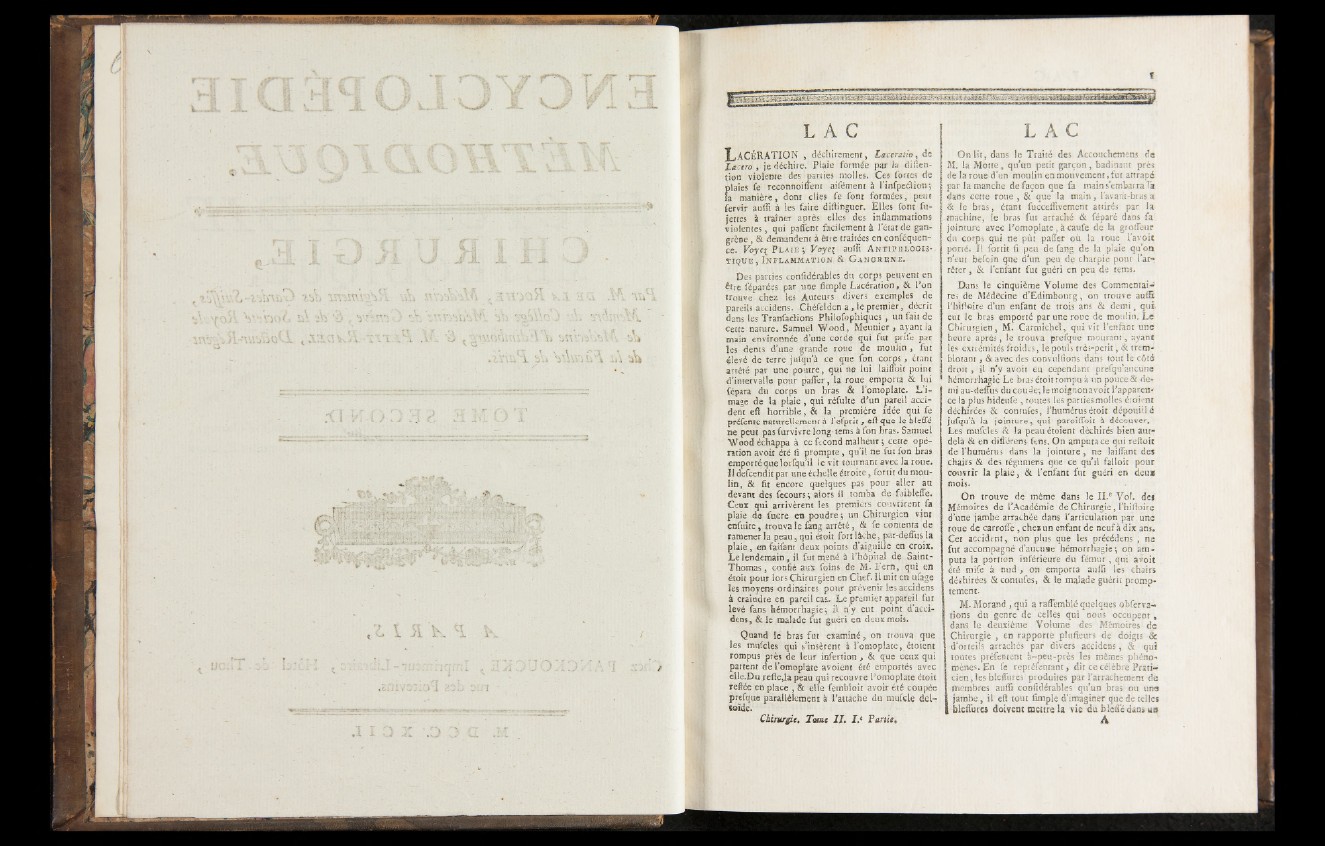 1
LAC
LACÉRATION , déchirement, Laceratio, de
Lacero , je déchire. Plaie formée par la disten-
tion violente des parties molles. Ces sortes de
plaies se reconnoissent aisément à l'inspection;
la manière, dont elles se sont formées, peut
servir aussi à les faire distinguer. Elles sont su-
jettes à traîner après elles des inflammations
violentes, qui passent facilement à l'état de gan-
grène, & demandent à être traitées en conséquen-
ce. Voyez PLAIE ; Voyez aussi ANTIPHLOGIS-
TIQUE, INFLAMMATION & GANGRENE.
Des parties considérables du corps peuvent en
être séparées par une simple Lacération, & l'on
trouve chez les Auteurs divers exemples de
pareils accidens. Chéselden a, le premier, décrit
dans les Transactions Philosophiques , un fait de
cette nature. Samuel Wood, Meunier , ayant la
main environnée d'une corde qui fut prise par
les dents d'une grande roue de moulin , fut
élevé de terre jusqu'à ce que son corps , étant
arrêté par une poutre, qui ne lui laissoit point
d'intervalle pour passer, la roue emporta & lui
sépara du corps un bras & l'omoplate. L'i-
mage de la plaie , qui résulte d'un pareil acci-
dent est horrible, & la première idée qui se
présente naturellement à l'esprit, est que le blessé
ne peut pas survivre long-tems à son bras. Samuel
Wood échappa à ce second malheur ; cette opé-
ration avoit été si prompte , qu'il ne sut son bras
emporté que lorsqu'il le vit tournant avec la roue.
Il descendit par une échelle étroite, sortit du mou-
lin, & fit encore quelques pas pour aller au
devant des secours ; alors il tomba de foiblesse.
Ceux qui arrivèrent les premiers couvrirent sa
plaie de sucre en poudre ; un Chirurgien vint
ensuite, trouva le sang arrêté, & se contenta de
ramener la peau, qui étoit fort lâche, par-dessus la
plaie, en faisant deux points d'aiguille en croix.
Le lendemain, il fut mené à l'hôpital de Saint-
Thomas, confié aux soins de M. Fern, qui en
étoit pour lors Chirurgien en Chef. Il mit en usage
les moyens ordinaires pour prévenir les accidens
à craindre en pareil cas. Le premier appareil fut
levé sans hémorrhagie; il n'y eut point d'acci-
dens, & le malade fut guéri en deux mois.
Quand le bras fut examiné, on trouva que
les muscles qui s'insèrent à l'omoplate, étoient
rompus près de leur insertion , & que ceux qui
partent de l'omoplate avoient été emportés avec
elle. Du reste, la peau qui recouvre l'omoplate étoit
restée en place , & elle sembloit avoir été coupée
presque parallèlement à l'attache du muscle del-
toïde.
Chirurgie. Tome II. I.e Partie.
LAC
On lit, dans le Traité des Accouchemens de
M. la Motte, qu'un petit garçon, badinant près
de la roue d'un moulin en mouvement, fut attrapé
par la manche de façon que sa main s'embarra
dans cette roue , & que la main, l'avant-bras
& le bras, étant successivement attirés par la
machine, le bras fut arraché & séparé dans sa
jointure avec l'omoplate, à cause de la grosseur
du corps qui ne pût passer où la roue l'avoit
porté. Il sortit si peu de sang de la plaie qu'on
n'eut besoin que d'un peu de charpie pour l'ar-
rêter, & l'enfant fut guéri en peu de tems.
Dans le cinquième Volume des Commentai-
res de Médecine d'Edimbourg, on trouve aussi
l'histoire d'un enfant de trois ans & demi, qui
eut le bras emporté par une roue de moulin. Le
Chirurgien, M. Carmichel, qui vit l'enfant une
heure après, le trouva presque mourant, ayant
les extrémités froides, le pouls très-petit, & trem-
blotant , & avec des convulsions dans tout le côté
droit , il n'y avoit eu cependant presqu'aucune
hémorrhagie. Le bras étoit rompu à un pouce & de-
mi au-dessus du coude; le moignon avoit l'apparen-
ce la plus hideuse , toutes les parties molles étoient
déchirées & contuses, l'humérus étoit dépouillé
jusqu'à la jointure, qui paroissoit à découvert.
Les muscles & la peau étoient déchirés bien au-
delà & en différens sens. On amputa ce qui restoit
de l'humérus dans la jointure, ne laissant des
chairs & des tégumens que ce qu'il falloit pour
couvrir la plaie, & l'enfant fut guéri en deux
mois.
On trouve de même dans le II.e Vol. des
Mémoires de l'Académie de Chirurgie, l'histoire
d'une jambe arrachée dans l'articulation par une
roue de carrosse , chez un enfant de neuf à dix ans.
Cet accident, non plus que les précédens , ne
fut accompagné d'aucune hémorrhagie ; on am-
puta la portion inférieure du fémur , qui avoit
été mise à nud, on emporta aussi les chairs
déchirées & contuses, & le malade guérit promp-
tement.
M. Morand , qui a rassemblé quelques observa-
tions du genre de celles qui nous occupent,
dans le deuxième Volume des Mémoires de
Chirurgie , en rapporte plusieurs de doigts &
d'orteils arrachés par divers accidens, & qui
toutes présentent à-peu-près les mêmes phéno-
mènes. En se représentant, dit ce célèbre Prati-
cien, les blessures produites par l'arrachement de
membres aussi considérables qu'un bras ou une
jambe, il est tout simple d'imaginer que de telles
blessures doivent mettre la vie du blessé dans un
A